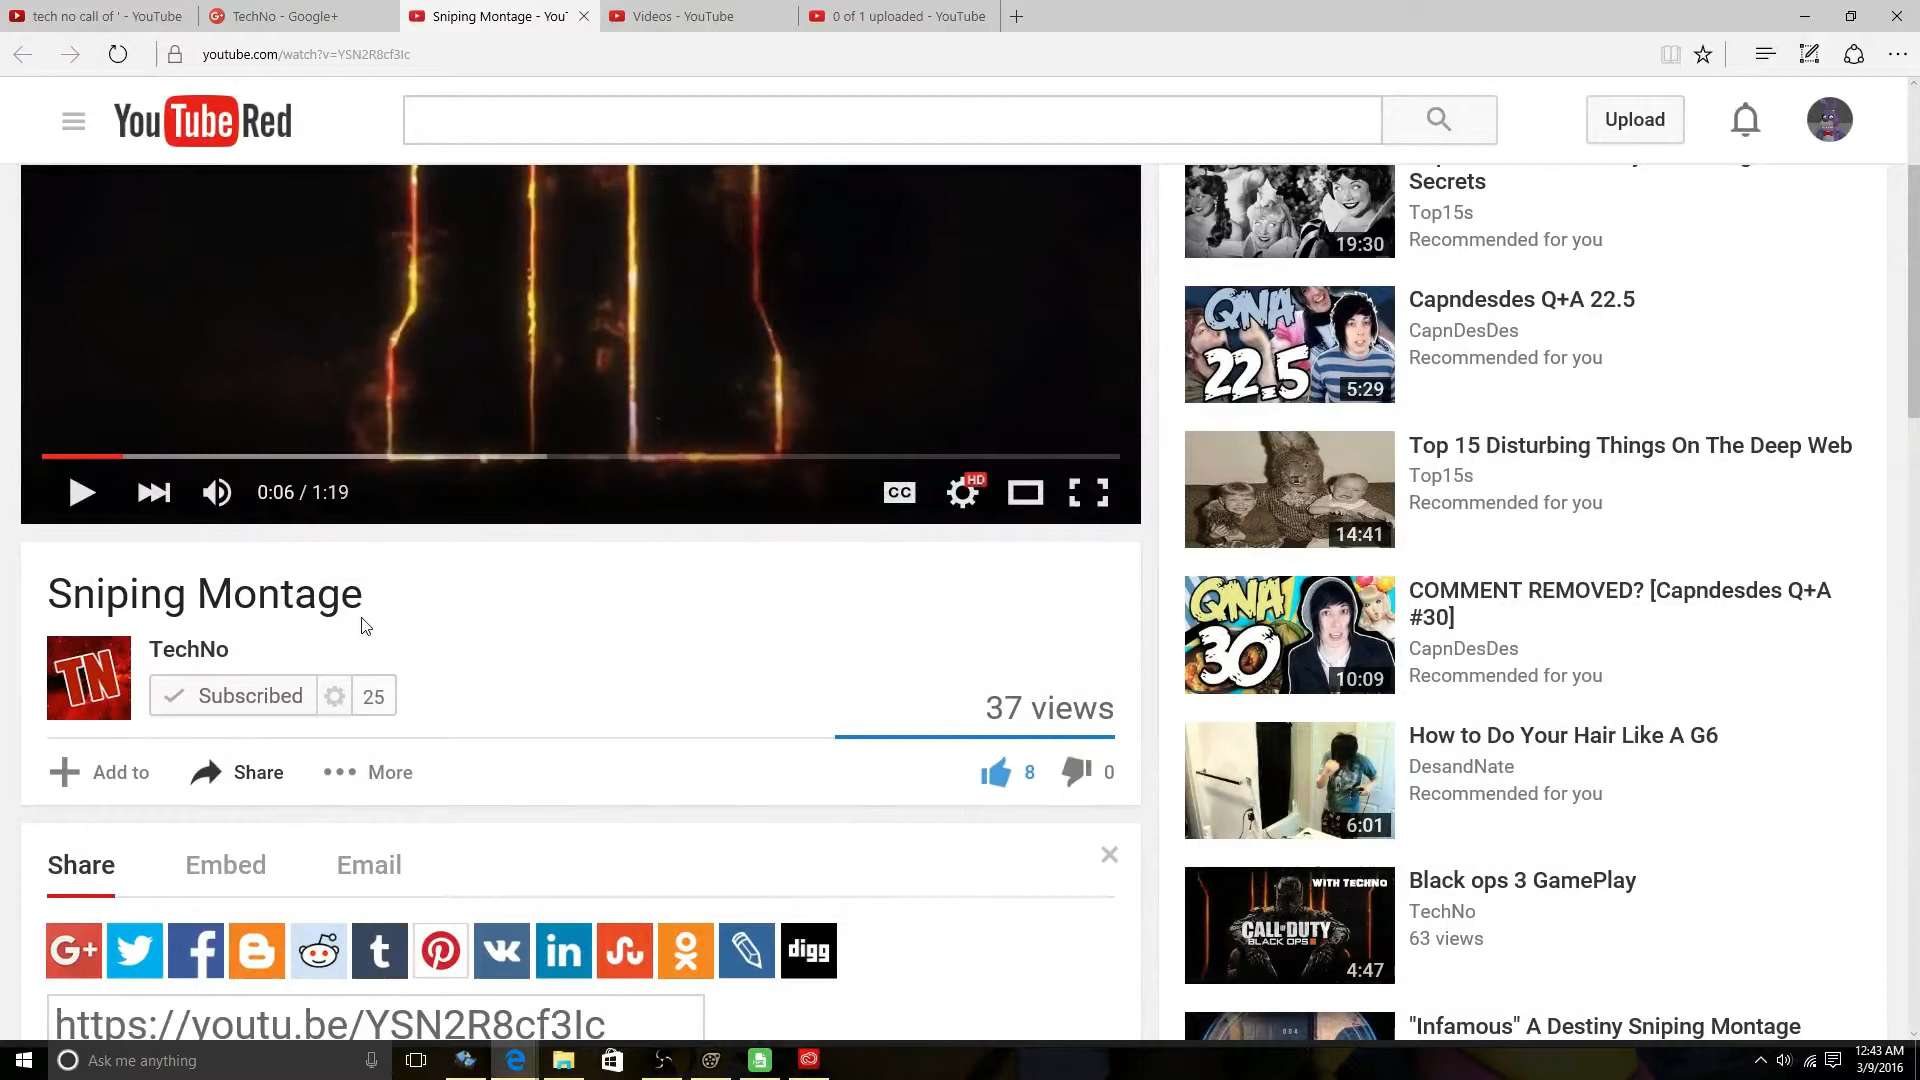 tech no call of ' - YouTube
TechNo - Google+
Sniping Montage - You
Videos - YouTube
0 of 1 uploaded - YouTube
youtube.com/watch?v=YSN2R8cf3Ic
YouTube Red
Upload
CC
HD
0:06 / 1:19
Sniping Montage
TN
TechNo
Subscribed
25
37 views
Add to
Share
More
8
0
Share
Embed
Email
G+
digg
https://youtu.be/YSN2R8cf3Ic
Secrets
Top15s
Recommended for you
19:30
QNA
22.5
5:29
Capndesdes Q+A 22.5
CapnDesDes
Recommended for you
14:41
Top 15 Disturbing Things On The Deep Web
Top15s
Recommended for you
QNA
30
10:09
COMMENT REMOVED? [Capndesdes Q+A
#30]
CapnDesDes
Recommended for you
6:01
How to Do Your Hair Like A G6
DesandNate
Recommended for you
WITH TECHNO
CALL OF DUTY
BLACK OPS III
4:47
Black ops 3 GamePlay
TechNo
63 views
"Infamous" A Destiny Sniping Montage
Ask me anything
12:43 AM
3/9/2016